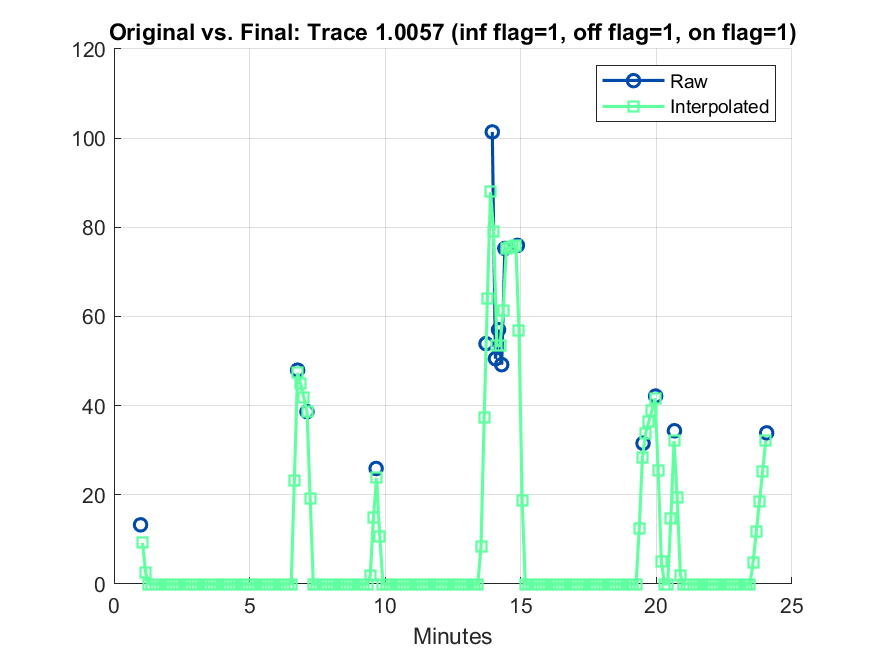 Original vs. Final: Trace 1.0057 (inf flag=1, off flag=1, on flag=1)
120
100
80
60
40
20
0
Raw
Interpolated
0 5 10 15 20 25
Minutes